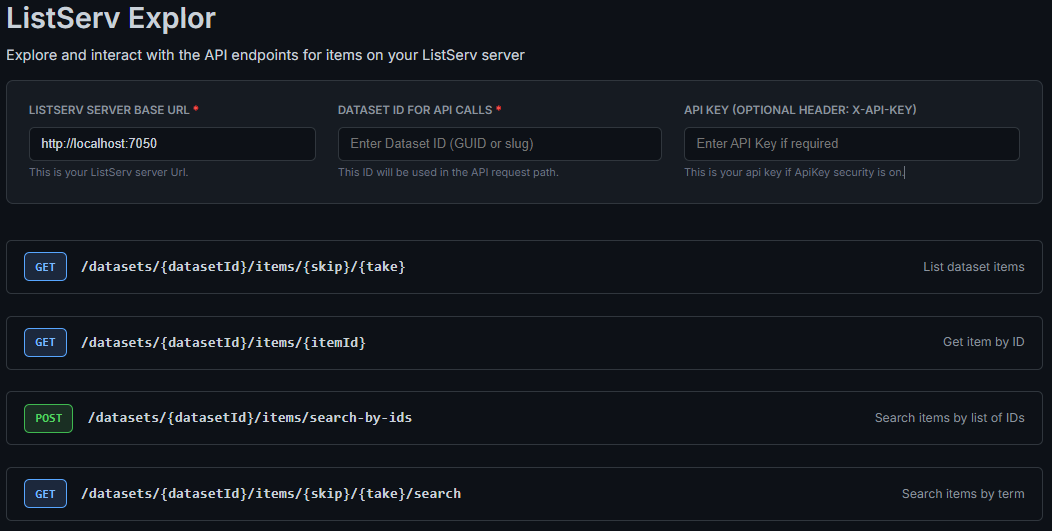 ListServ Explor
Explore and interact with the API endpoints for items on your ListServ server
LISTSERV SERVER BASE URL *
DATASET ID FOR API CALLS *
API KEY (OPTIONAL HEADER: X-API-KEY)
http://localhost:7050
Enter Dataset ID (GUID or slug)
Enter API Key if required
This is your ListServ server Url.
This ID will be used in the API request path.
This is your api key if ApiKey security is on.
GET /datasets/{datasetId}/items/{skip}/{take} List dataset items
GET /datasets/{datasetId}/items/{itemId} Get item by ID
POST /datasets/{datasetId}/items/search-by-ids Search items by list of IDs
GET /datasets/{datasetId}/items/{skip}/{take}/search Search items by term